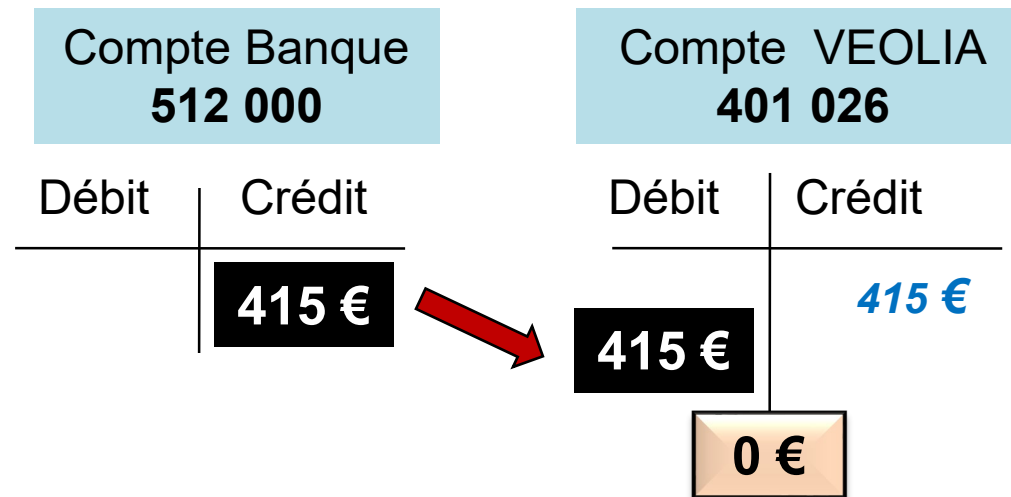 Compte Banque
512 000
Débit Crédit
415 €
Compte VEOLIA
401 026
Débit Crédit
415 €
415 €
0 €